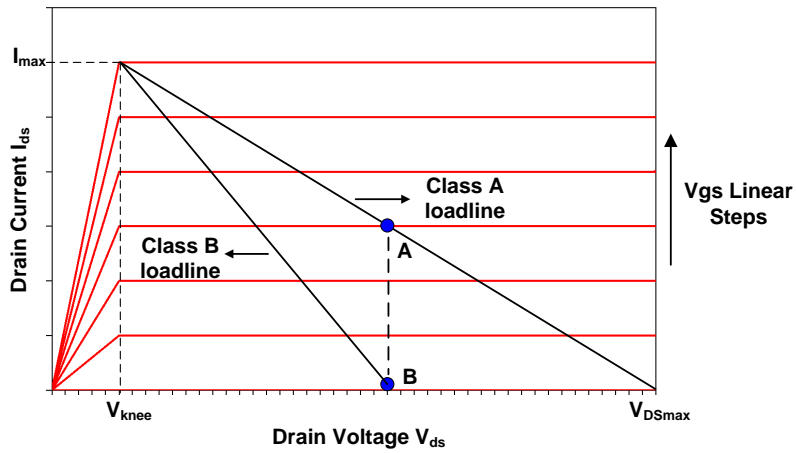 Imax
Drain Current Ids
Class A
loadline
Vgs Linear
Steps
A
Class B
loadline
B
Vknee
VDSmax
Drain Voltage Vds